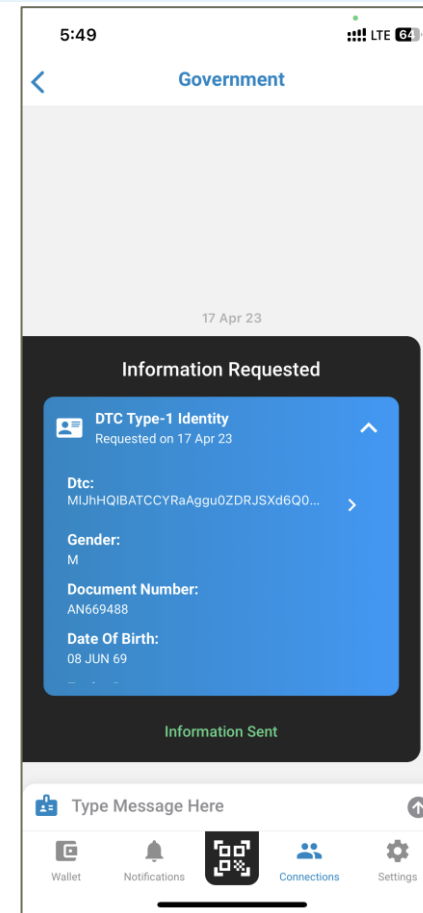 5:49
LTE 64
Government
17 Apr 23
Information Requested
DTC Type-1 Identity
Requested on 17 Apr 23
Dtc:
MIJhHQIBATCCYRaAggu0ZDRJSXd6Q0...
Gender:
M
Document Number:
AN669488
Date Of Birth:
08 JUN 69
Information Sent
Type Message Here
Wallet
Notifications
Connections
Settings